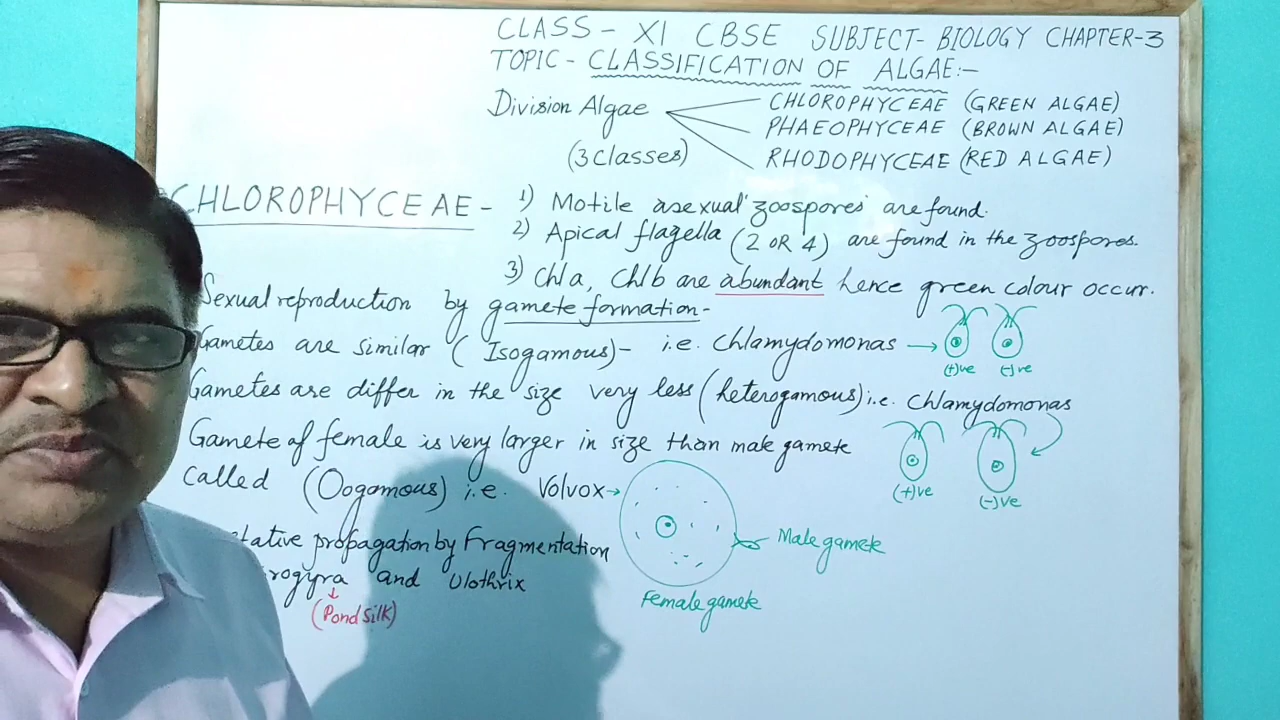 CLASS - XI CBSE SUBJECT- BIOLOGY CHAPTER-3
TOPIC - CLASSIFICATION OF ALGAE:-
Division Algae
(3 classes)
CHLOROPHYCEAE (GREEN ALGAE)
PHAEOPHYCEAE (BROWN ALGAE)
RHODOPHYCEAE (RED ALGAE)
CHLOROPHYCEAE -
1) Motile asexual 'zoospores' are found.
2) Apical flagella (2 OR 4) are found in the zoospores.
3) Chl a, Chl b are abundant hence green colour occurr.
Sexual reproduction by gamete formation-
Gametes are similar (Isogamous)- i.e. Chlamydomonas →
(+)ve (-)ve
Gametes are differ in the size very less (heterogamous) i.e. Chlamydomonas
(+)ve (-)ve
Gamete of female is very larger in size than male gamete
called (Oogamous) i.e. Volvox→
Male gamete
Female gamete
tative propagation by Fragmentation
rogyra and Ulothrix
(Pond silk)